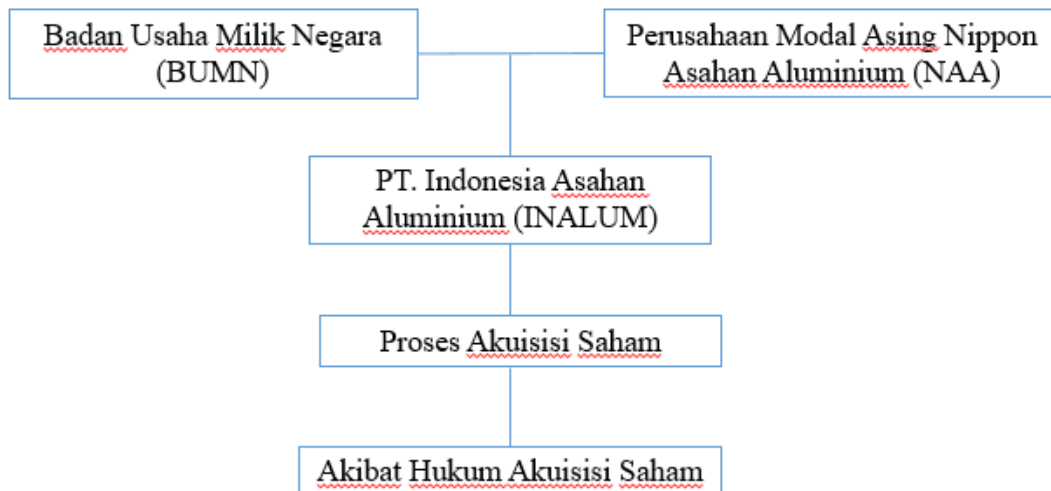 Badan Usaha Milik Negara
(BUMN)
Perusahaan Modal Asing Nippon
Asahan Aluminium (NAA)
PT. Indonesia Asahan
Aluminium (INALUM)
Proses Akuisisi Saham
Akibat Hukum Akuisisi Saham